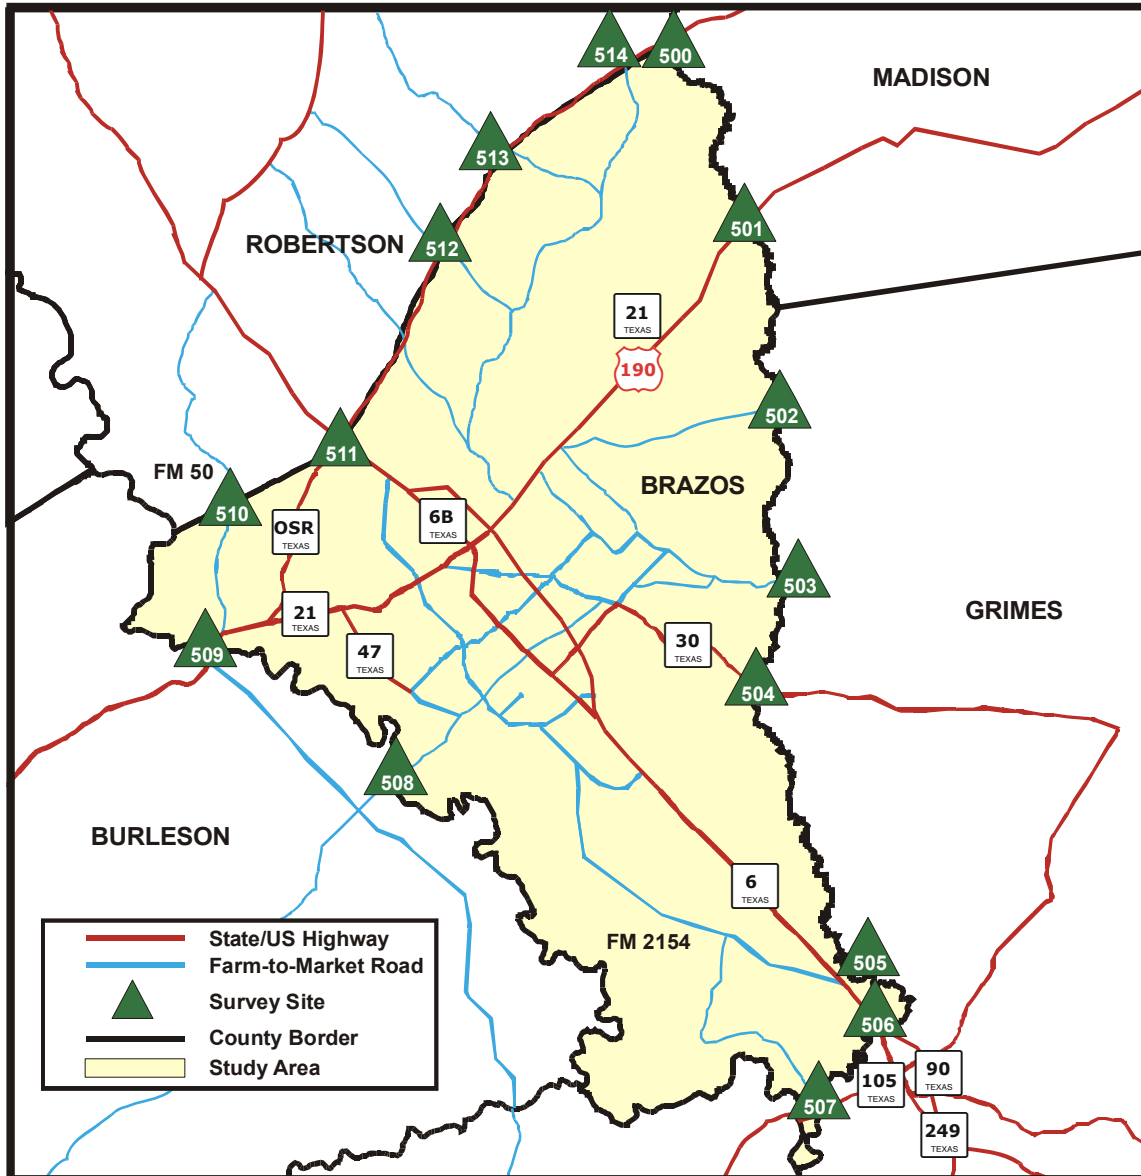 514
500
MADISON
513
501
512
ROBERTSON
21
TEXAS
190
502
511
FM 50
BRAZOS
510
6B
TEXAS
OSR
TEXAS
503
21
TEXAS
GRIMES
509
47
TEXAS
30
TEXAS
504
508
BURLESON
6
TEXAS
State/US Highway
Farm-to-Market Road
Survey Site
County Border
Study Area
FM 2154
505
506
105
TEXAS
90
TEXAS
507
249
TEXAS